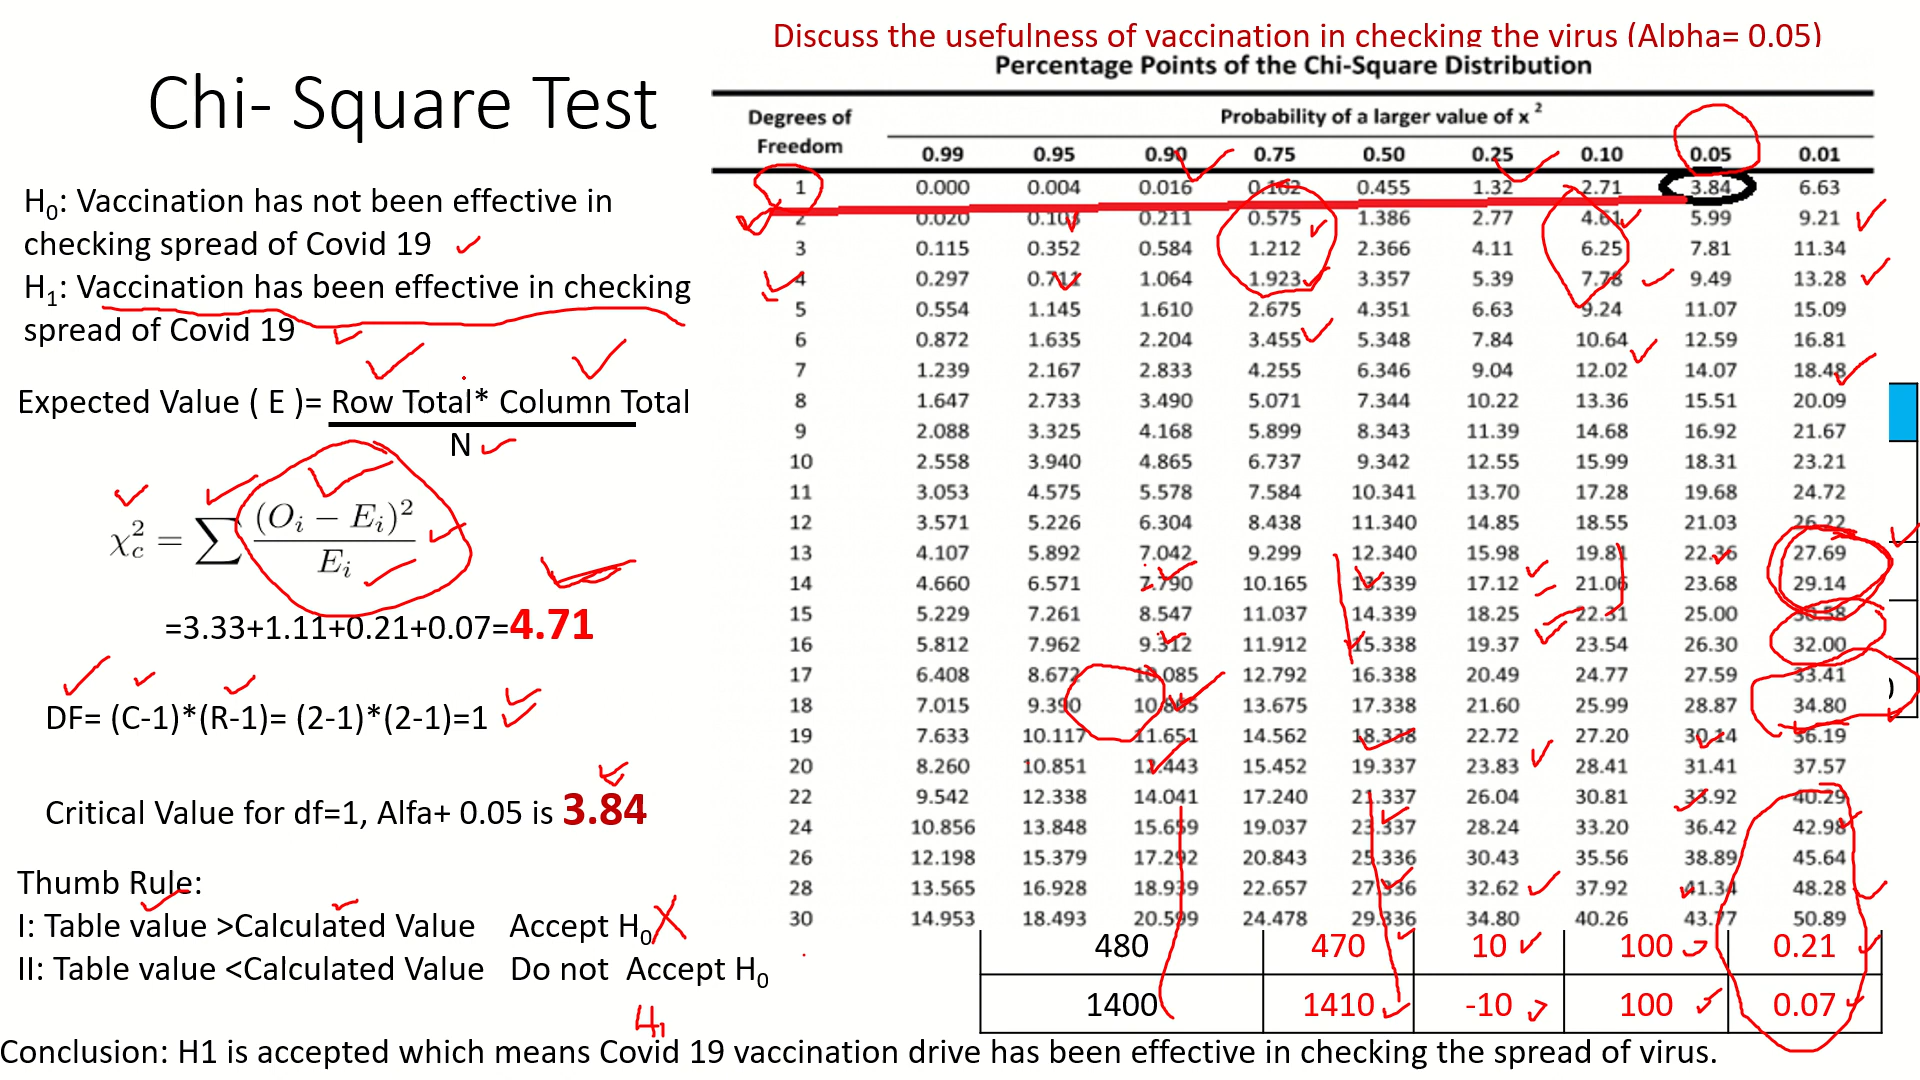 Discuss the usefulness of vaccination in checking the virus (Alpha= 0.05)
Chi- Square Test
H0: Vaccination has not been effective in
checking spread of Covid 19
H1: Vaccination has been effective in checking
spread of Covid 19
Expected Value ( E )= Row Total* Column Total
N
χ²c = ∑ (Oi − Ei)² / Ei
=3.33+1.11+0.21+0.07=4.71
DF= (C-1)*(R-1)= (2-1)*(2-1)=1
Critical Value for df=1, Alfa+ 0.05 is 3.84
Thumb Rule:
I: Table value >Calculated Value Accept H0
II: Table value <Calculated Value Do not Accept H0
H1
Conclusion: H1 is accepted which means Covid 19 vaccination drive has been effective in checking the spread of virus.
Percentage Points of the Chi-Square Distribution
Degrees of Freedom
Probability of a larger value of x ²
0.99 0.95 0.90 0.75 0.50 0.25 0.10 0.05 0.01
1 0.000 0.004 0.016 0.102 0.455 1.32 2.71 3.84 6.63
2 0.020 0.103 0.211 0.575 1.386 2.77 4.61 5.99 9.21
3 0.115 0.352 0.584 1.212 2.366 4.11 6.25 7.81 11.34
4 0.297 0.711 1.064 1.923 3.357 5.39 7.78 9.49 13.28
5 0.554 1.145 1.610 2.675 4.351 6.63 9.24 11.07 15.09
6 0.872 1.635 2.204 3.455 5.348 7.84 10.64 12.59 16.81
7 1.239 2.167 2.833 4.255 6.346 9.04 12.02 14.07 18.48
8 1.647 2.733 3.490 5.071 7.344 10.22 13.36 15.51 20.09
9 2.088 3.325 4.168 5.899 8.343 11.39 14.68 16.92 21.67
10 2.558 3.940 4.865 6.737 9.342 12.55 15.99 18.31 23.21
11 3.053 4.575 5.578 7.584 10.341 13.70 17.28 19.68 24.72
12 3.571 5.226 6.304 8.438 11.340 14.85 18.55 21.03 26.22
13 4.107 5.892 7.042 9.299 12.340 15.98 19.81 22.36 27.69
14 4.660 6.571 7.790 10.165 13.339 17.12 21.06 23.68 29.14
15 5.229 7.261 8.547 11.037 14.339 18.25 22.31 25.00 30.58
16 5.812 7.962 9.312 11.912 15.338 19.37 23.54 26.30 32.00
17 6.408 8.672 10.085 12.792 16.338 20.49 24.77 27.59 33.41
18 7.015 9.390 10.865 13.675 17.338 21.60 25.99 28.87 34.80
19 7.633 10.117 11.651 14.562 18.338 22.72 27.20 30.14 36.19
20 8.260 10.851 12.443 15.452 19.337 23.83 28.41 31.41 37.57
22 9.542 12.338 14.041 17.240 21.337 26.04 30.81 33.92 40.29
24 10.856 13.848 15.659 19.037 23.337 28.24 33.20 36.42 42.98
26 12.198 15.379 17.292 20.843 25.336 30.43 35.56 38.89 45.64
28 13.565 16.928 18.939 22.657 27.336 32.62 37.92 41.34 48.28
30 14.953 18.493 20.599 24.478 29.336 34.80 40.26 43.77 50.89
480 470 10 100 0.21
1400 1410 -10 100 0.07
)